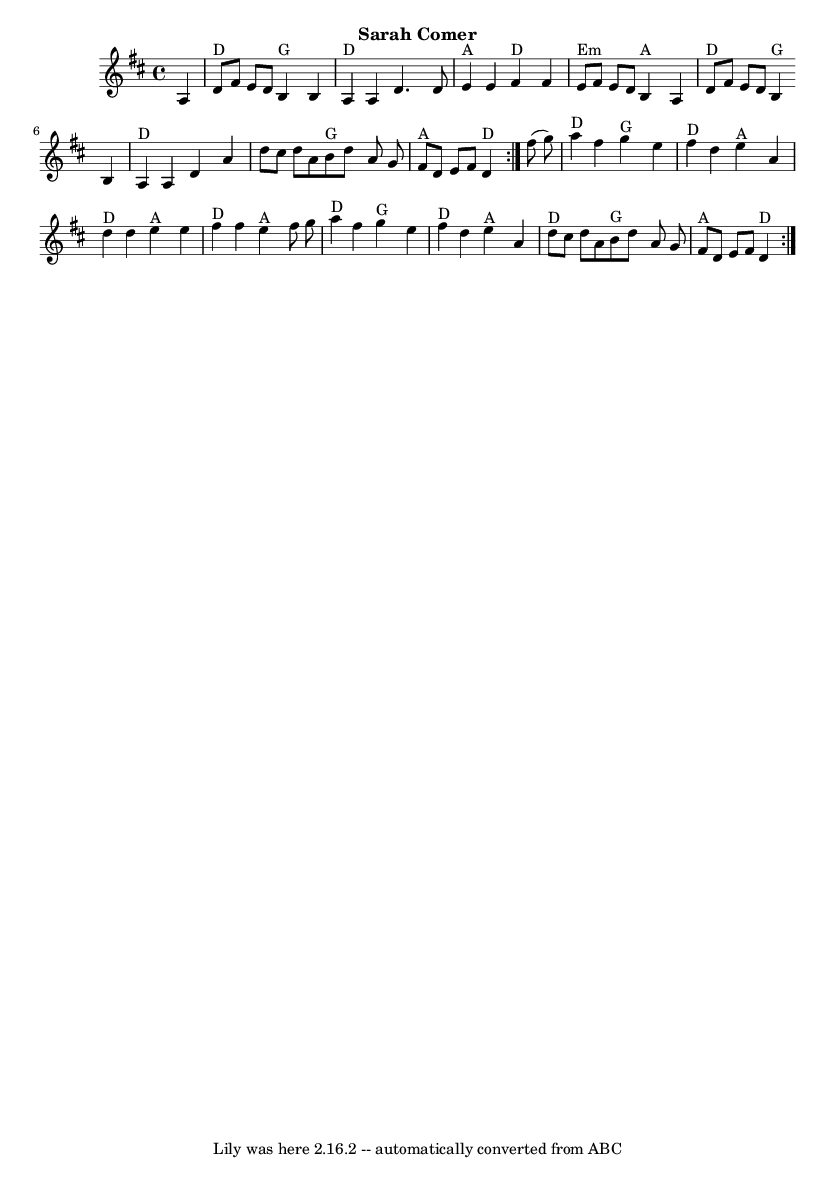 Sarah Comer
D G D A D Em A D G
6
D G A D D G D A
D A D A D G D A D G A D
Lily was here 2.16.2 -- automatically converted from ABC